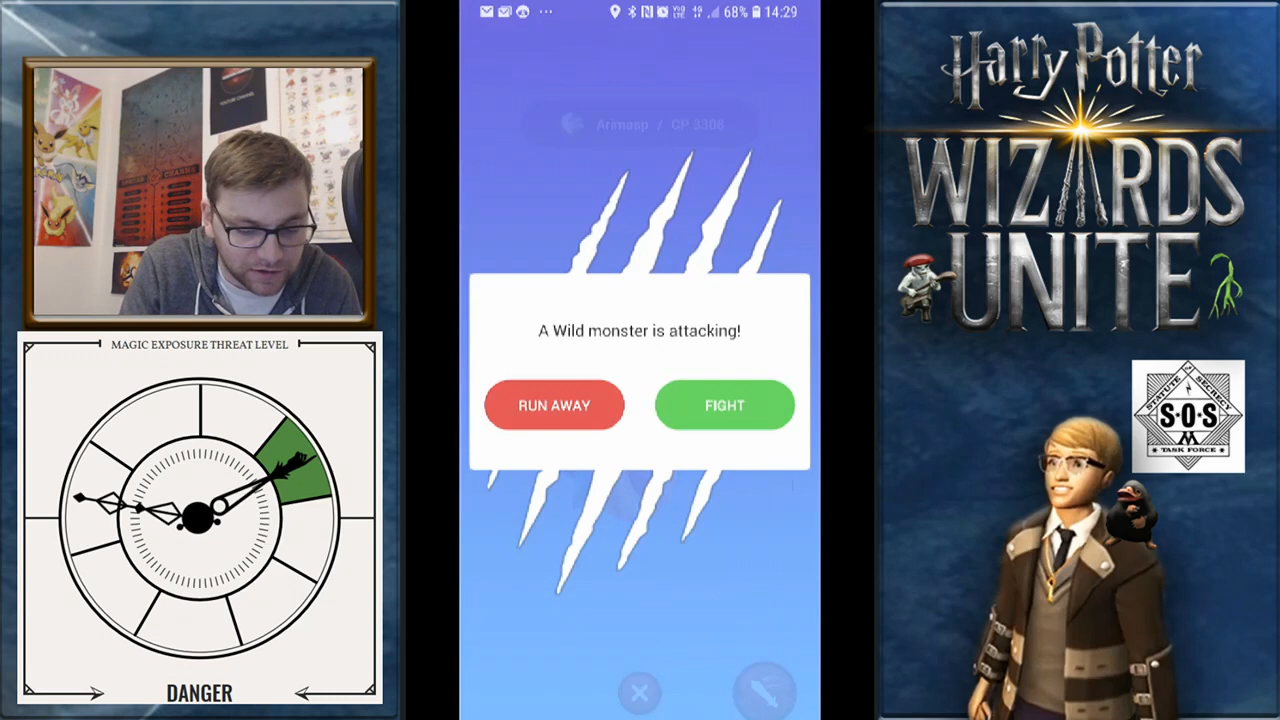 68% 14:29
Arimasp / CP 3308
A Wild monster is attacking!
RUN AWAY
FIGHT
MAGIC EXPOSURE THREAT LEVEL
DANGER
Harry Potter
WIZARDS
UNITE
STATUTE OF SECRECY
S.O.S
TASK FORCE